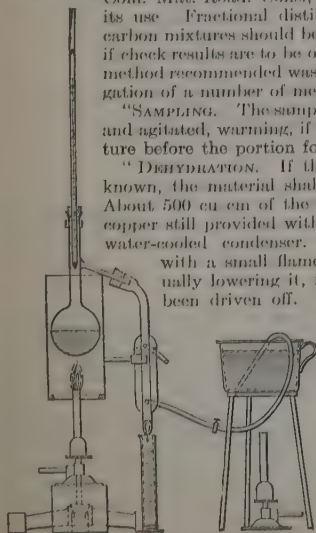 its use Fractional disti
carbon mixtures should be
if check results are to be o
method recommended was
gation of a number of me
"SAMPLING. The samp
and agitated, warming, if
ture before the portion fo
"DEHYDRATION. If th
known, the material shal
About 500 cu cm of the
copper still provided with
water-cooled condenser.
with a small flame
ually lowering it, 
been driven off.